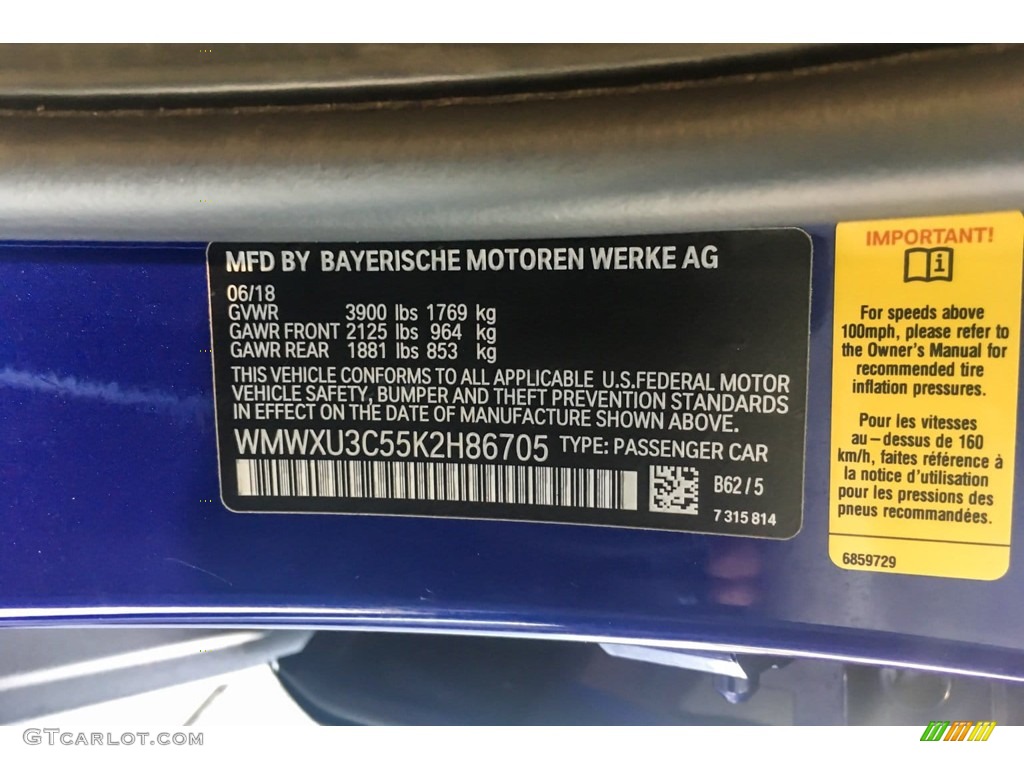 MFD BY BAYERISCHE MOTOREN WERKE AG
06/18
GVWR 3900 lbs 1769 kg
GAWR FRONT 2125 lbs 964 kg
GAWR REAR 1881 lbs 853 kg
THIS VEHICLE CONFORMS TO ALL APPLICABLE U.S.FEDERAL MOTOR
VEHICLE SAFETY, BUMPER AND THEFT PREVENTION STANDARDS
IN EFFECT ON THE DATE OF MANUFACTURE SHOWN ABOVE.
WMWXU3C55K2H86705 TYPE: PASSENGER CAR
B62/5
7 315 814
IMPORTANT!
i
For speeds above
100mph, please refer to
the Owner's Manual for
recommended tire
inflation pressures.
Pour les vitesses
au-dessus de 160
km/h, faites référence à
la notice d'utilisation
pour les pressions des
pneus recommandées.
6859729
GTCARLOT.COM